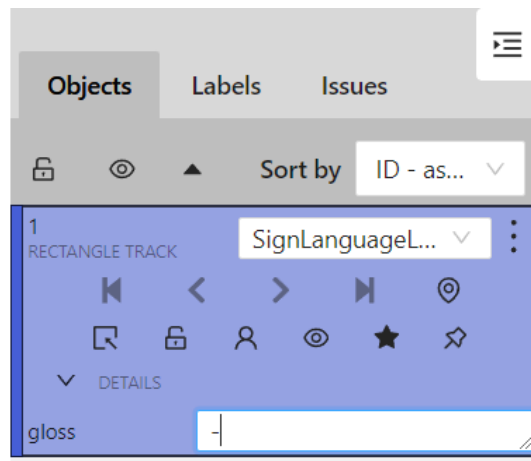 Objects Labels Issues
Sort by ID - as...
1
RECTANGLE TRACK
SignLanguageL...
DETAILS
gloss -